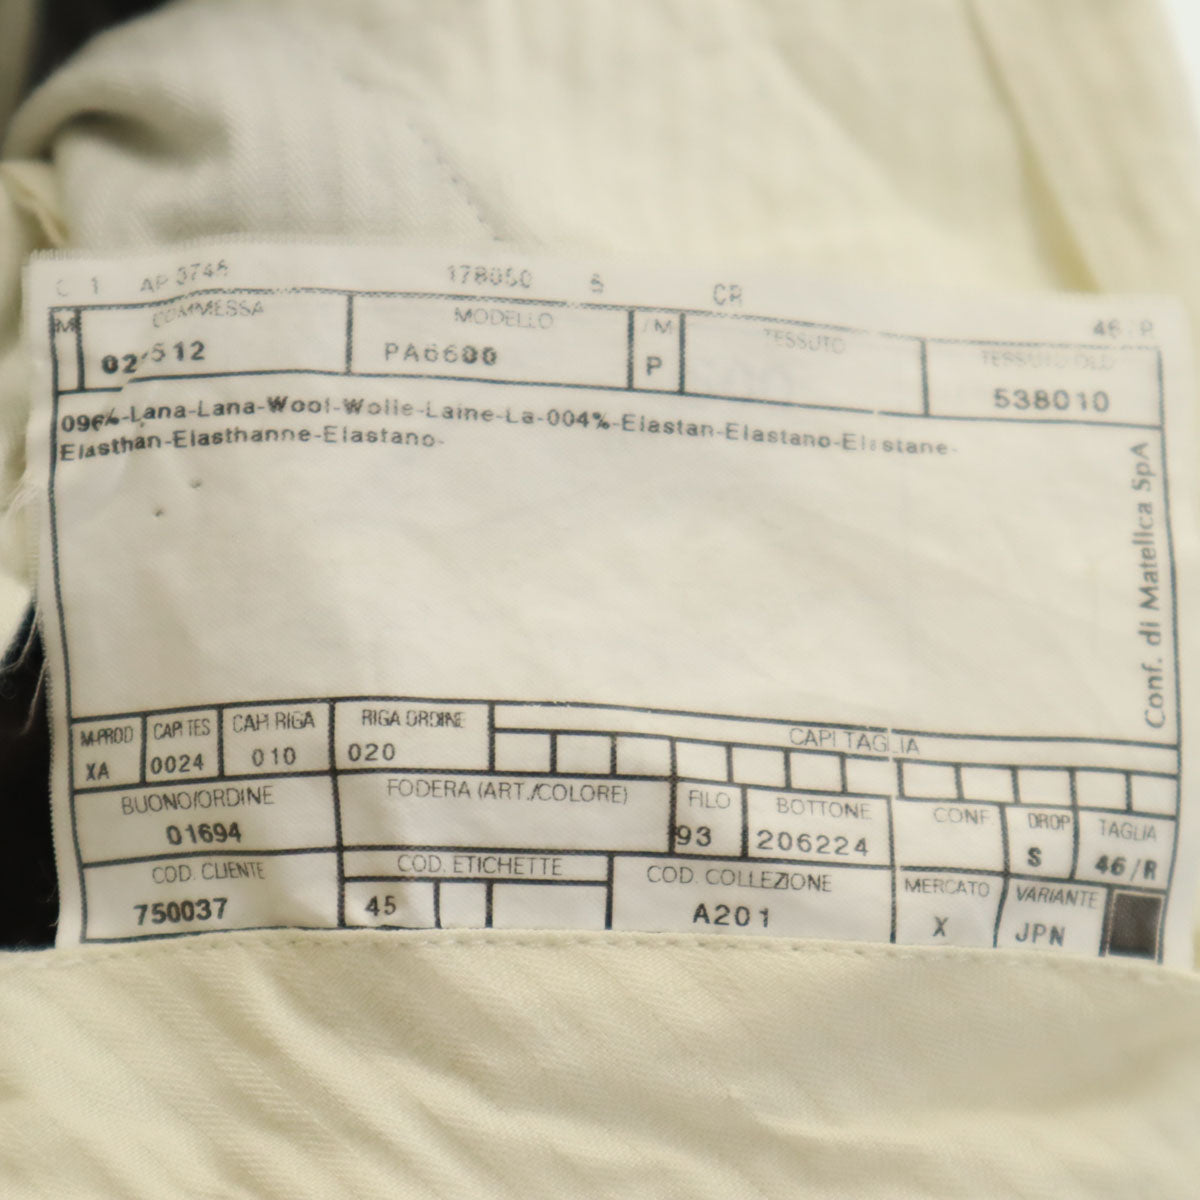 C 1 AP 3748 178050 CR
46/R
M COMMESSA MODELLO /M TESSUTO TESSUTO OLD
512 PA6600 P 538010
096%-Lana-Lana-Wool-Wolle-Laine-La-004%-Elastan-Elastano-Elastane-
Elasthan-Elasthanne-Elastano-
Conf. di Matelica SpA
M-PROD CAPI TES CAPI RIGA RIGA ORDINE CAPI TAGLIA
XA 0024 010 020
BUONO/ORDINE FODERA (ART./COLORE) FILO BOTTONE CONF DROP TAGLIA
01694 93 206224 S 46/R
COD. CLIENTE COD. ETICHETTE COD. COLLEZIONE MERCATO VARIANTE
750037 45 A201 X JPN